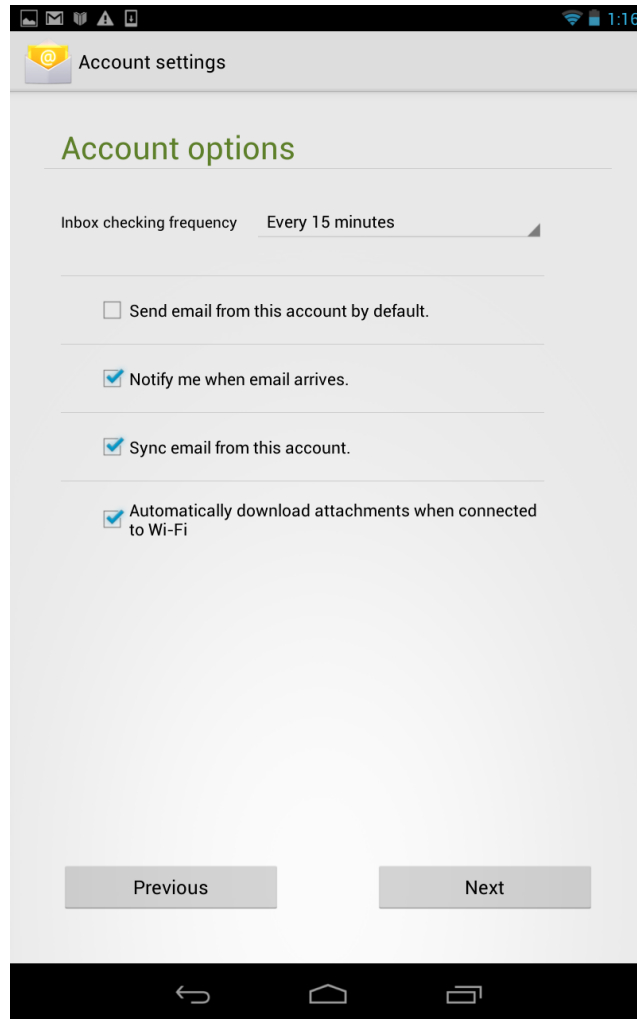 1:16
@
Account settings
Account options
Inbox checking frequency Every 15 minutes
Send email from this account by default.
Notify me when email arrives.
Sync email from this account.
Automatically download attachments when connected
to Wi-Fi
Previous Next